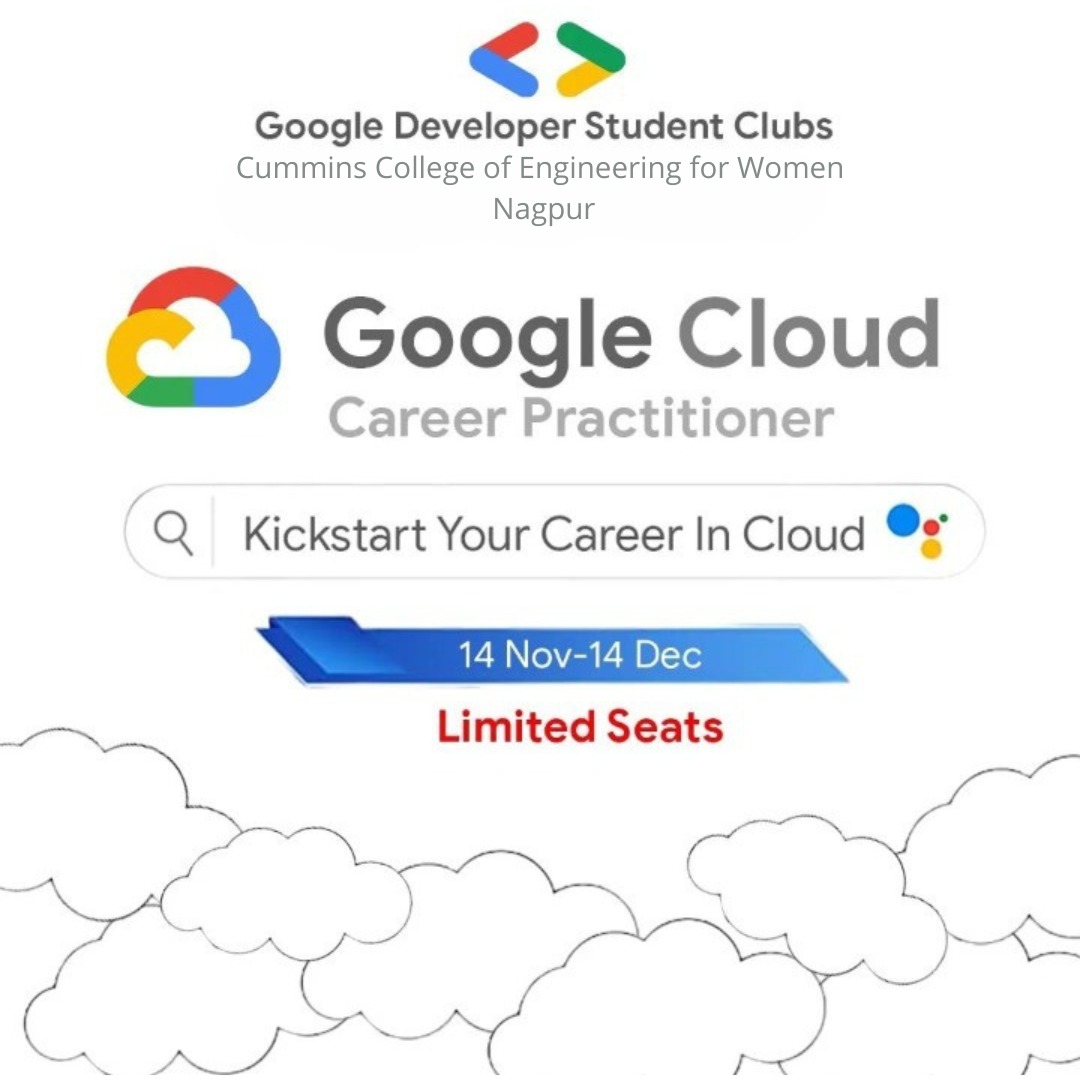 Google Developer Student Clubs
Cummins College of Engineering for Women
Nagpur
Google Cloud
Career Practitioner
Kickstart Your Career In Cloud
14 Nov-14 Dec
Limited Seats